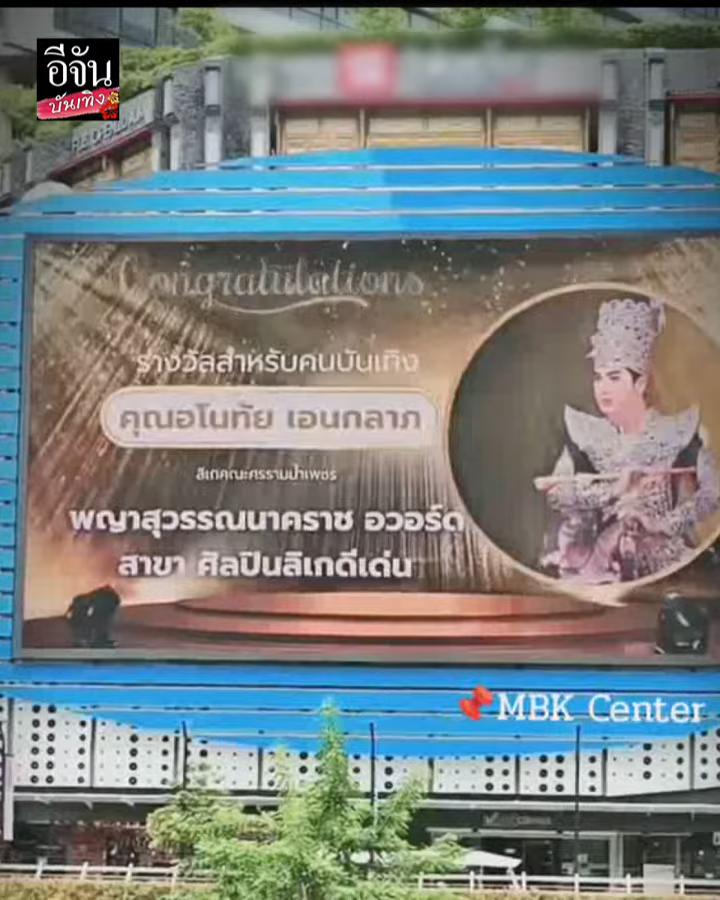 อีจัน
บันเทิง
Congratulations
รางวัลสำหรับคนบันเทิง
คุณอโนทัย เอนกลาภ
ลิเกคณะศรรามน้ำเพชร
พญาสุวรรณนาคราช อวอร์ด
สาขา ศิลปินลิเกดีเด่น
MBK Center